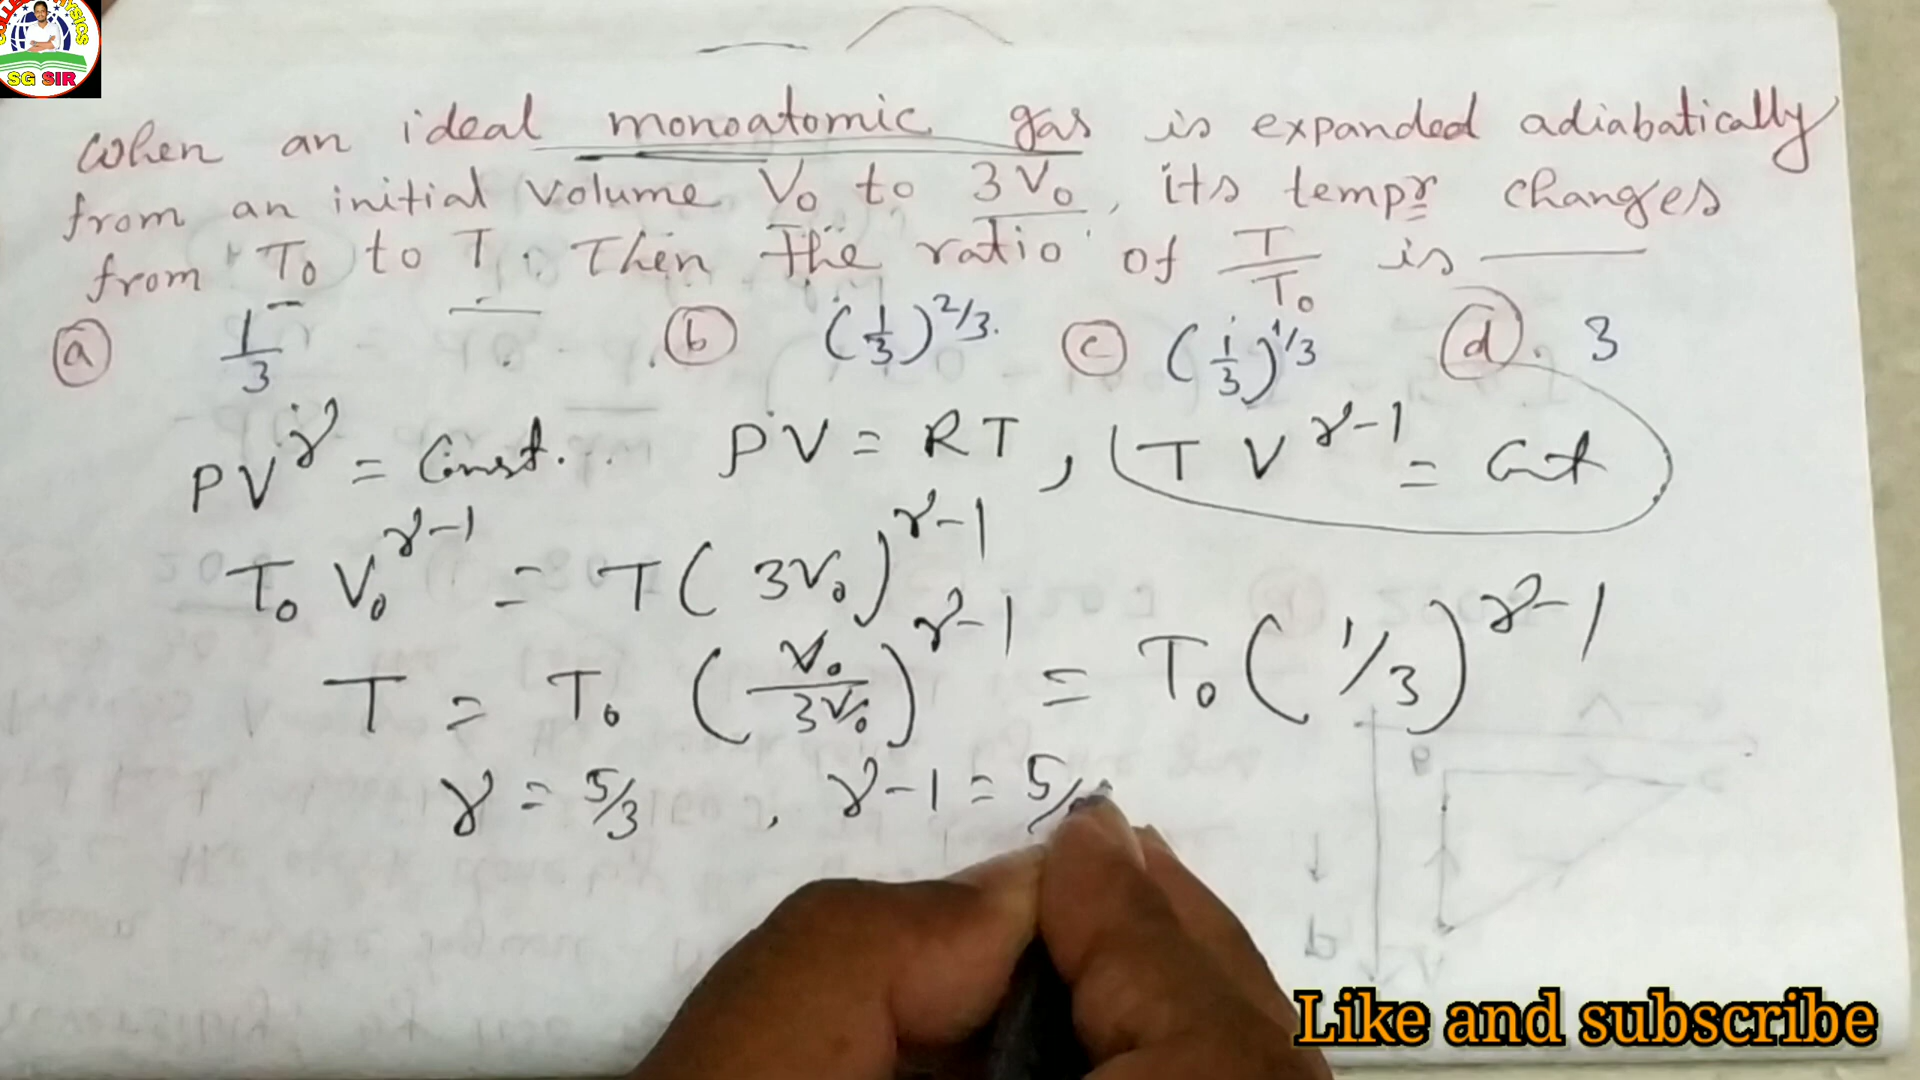 SG SIR
When an ideal monoatomic gas is expanded adiabatically
from an initial volume V₀ to 3V₀, its tempr changes
from T₀ to T. Then the ratio of T/T₀ is ____
(a) 1/3 (b) (1/3)^2/3. (c) (1/3)^1/3 (d). 3
PV^γ = Const. PV = RT, T V^γ-1 = Cnt
T₀ V₀^γ-1 = T(3V₀)^γ-1
T = T₀ (V₀/3V₀)^γ-1 = T₀(1/3)^γ-1
γ = 5/3, γ-1 = 5/
Like and subscribe